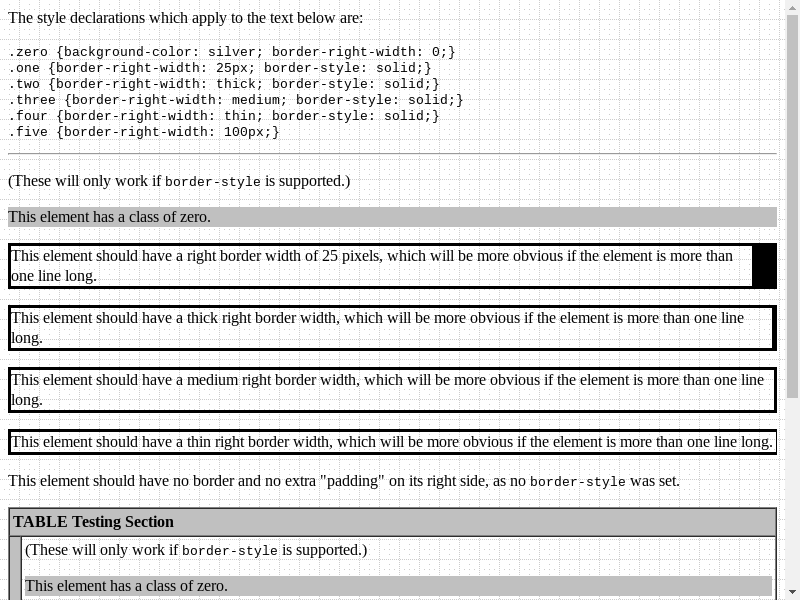 The style declarations which apply to the text below are:
.zero {background-color: silver; border-right-width: 0;}
.one {border-right-width: 25px; border-style: solid;}
.two {border-right-width: thick; border-style: solid;}
.three {border-right-width: medium; border-style: solid;}
.four {border-right-width: thin; border-style: solid;}
.five {border-right-width: 100px;}
(These will only work if border-style is supported.)
This element has a class of zero.
This element should have a right border width of 25 pixels, which will be more obvious if the element is more than
one line long.
This element should have a thick right border width, which will be more obvious if the element is more than one line
long.
This element should have a medium right border width, which will be more obvious if the element is more than one line
long.
This element should have a thin right border width, which will be more obvious if the element is more than one line long.
This element should have no border and no extra "padding" on its right side, as no border-style was set.
TABLE Testing Section
(These will only work if border-style is supported.)
This element has a class of zero.